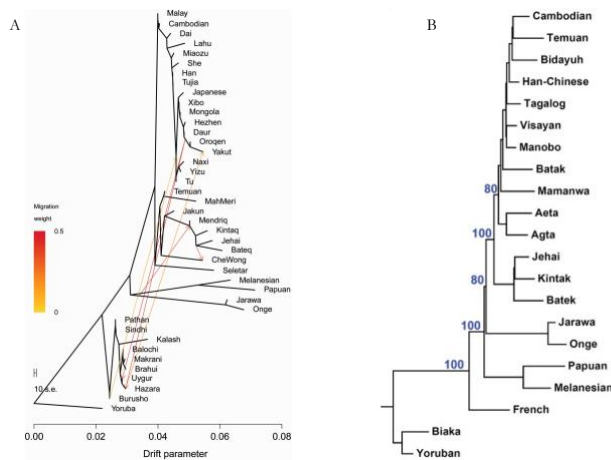 A
Malay
Cambodian
Dai
Lahu
Miaozu
She
Han
Tujia
Japanese
Xibo
Mongola
Hezhen
Daur
Oroqen
Yakut
Naxi
Yizu
Tu
Temuan
MahMeri
Jakun
Mendriq
Kintaq
Jehai
Bateq
CheWong
Seletar
Melanesian
Papuan
Jarawa
Onge
Pathan
Sindhi
Kalash
Balochi
Makrani
Brahui
Uygur
Hazara
Burusho
Yoruba
Migration
weight
0.5
0
10 s.e.
0.00 0.02 0.04 0.06 0.08
Drift parameter
B
Cambodian
Temuan
Bidayuh
Han-Chinese
Tagalog
Visayan
Manobo
Batak
80
Mamanwa
Aeta
100
Agta
Jehai
80
Kintak
Batek
100
Jarawa
Onge
100
Papuan
Melanesian
French
Biaka
Yoruban